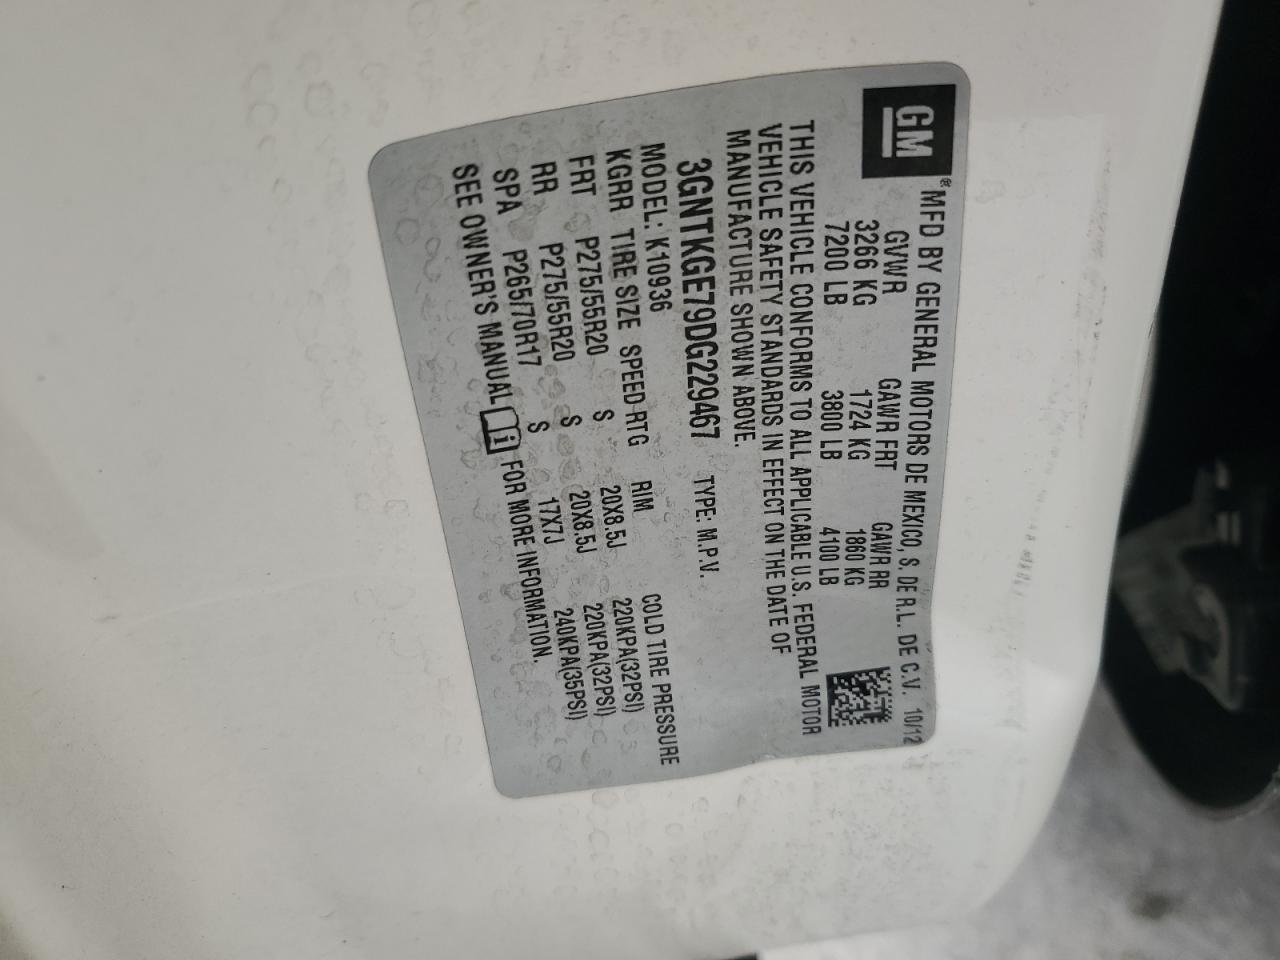 GM
® MFD BY GENERAL MOTORS DE MEXICO, S. DE R.L. DE C.V. 10/12
GVWR GAWR FRT GAWR RR
3266 KG 1724 KG 1860 KG
7200 LB 3800 LB 4100 LB
THIS VEHICLE CONFORMS TO ALL APPLICABLE U.S. FEDERAL MOTOR
VEHICLE SAFETY STANDARDS IN EFFECT ON THE DATE OF
MANUFACTURE SHOWN ABOVE.
3GNTKGE79DG229467 TYPE: M.P.V.
MODEL: K10936
KGRR TIRE SIZE SPEED RTG RIM COLD TIRE PRESSURE
FRT P275/55R20 S 20X8.5J 220KPA(32PSI)
RR P275/55R20 S 20X8.5J 220KPA(32PSI)
SPA P265/70R17 S 17X7J 240KPA(35PSI)
SEE OWNER'S MANUAL i FOR MORE INFORMATION.